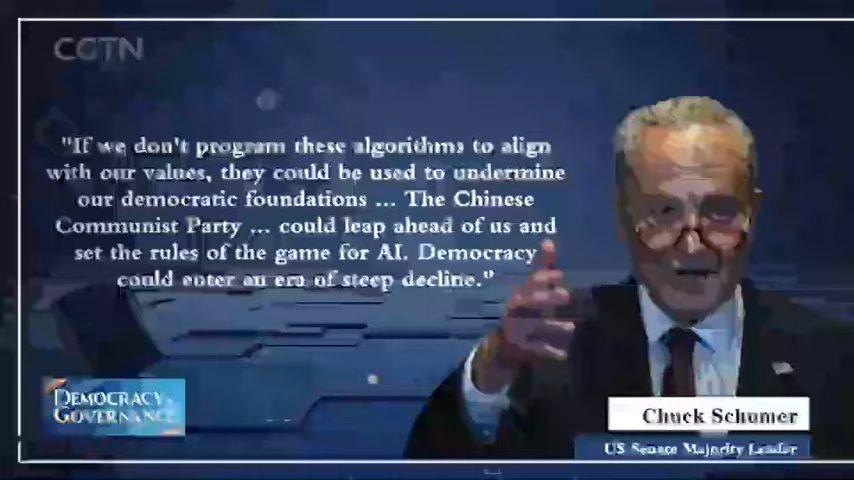 CGTN
"If we don't program these algorithms to align
with our values, they could be used to undermine
our democratic foundations ... The Chinese
Communist Party ... could leap ahead of us and
set the rules of the game for AI. Democracy
could enter an era of steep decline."
DEMOCRACY
GOVERNANCE
Chuck Schumer
US Senate Majority Leader